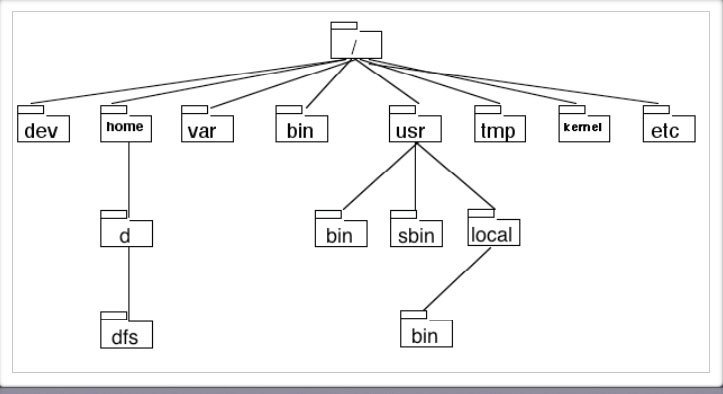 /
dev home var bin usr tmp kernel etc
d bin sbin local
dfs bin